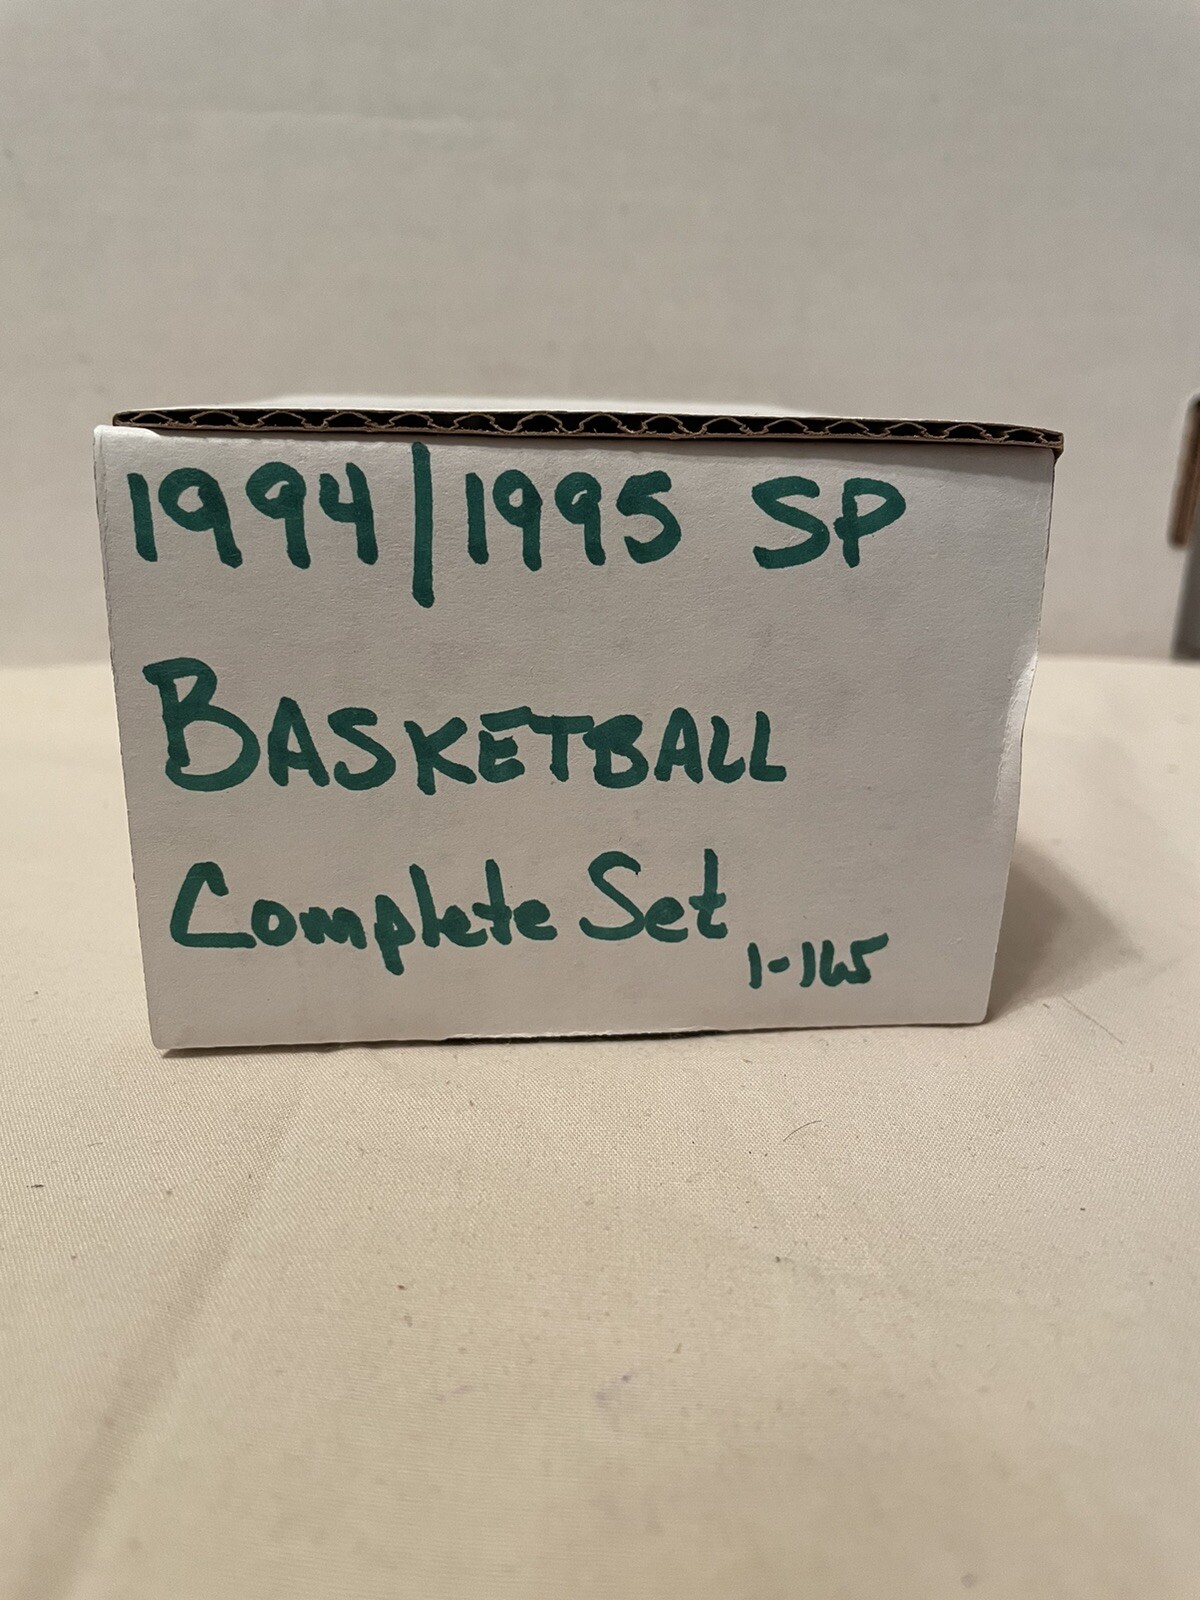 1994/1995 SP
BASKETBALL
Complete Set
1-165